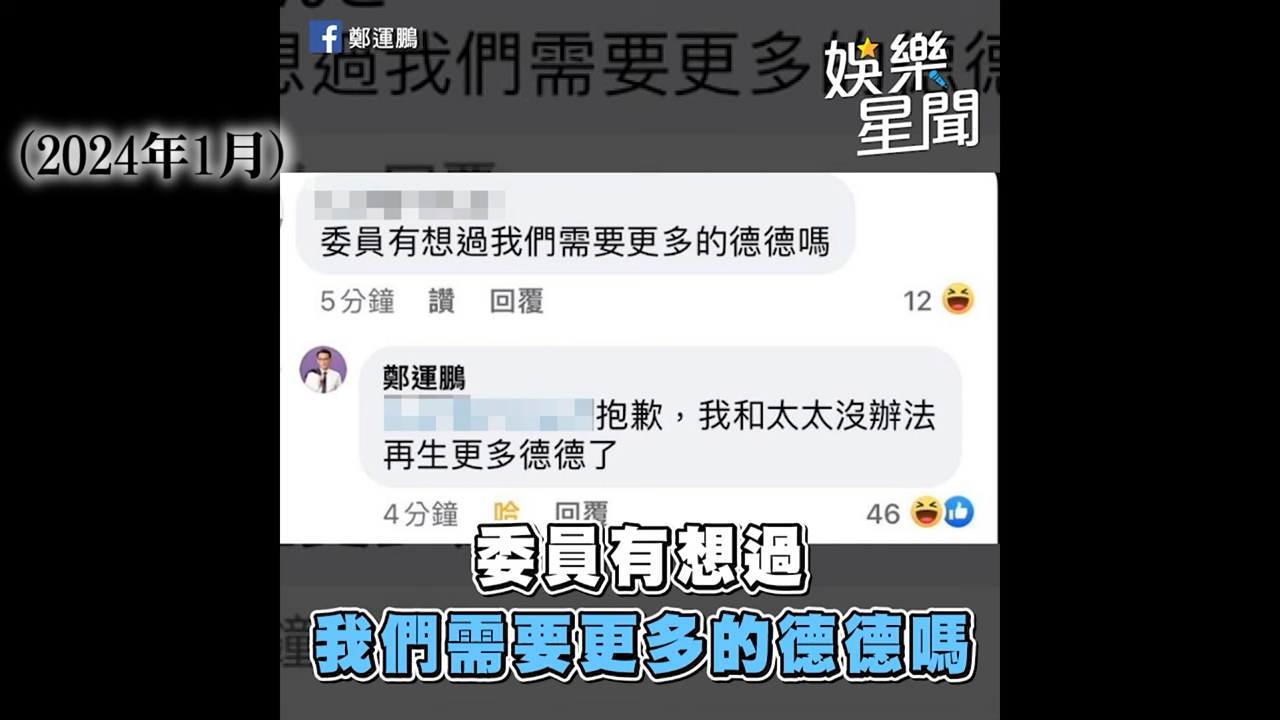 鄭運鵬
想過我們需要更多的德德
娛樂
星聞
(2024年1月)
回覆
委員有想過我們需要更多的德德嗎
5分鐘 讚 回覆 12
鄭運鵬
抱歉，我和太太沒辦法
再生更多德德了
4分鐘 哈 回覆 46
委員有想過
我們需要更多的德德嗎
鐘